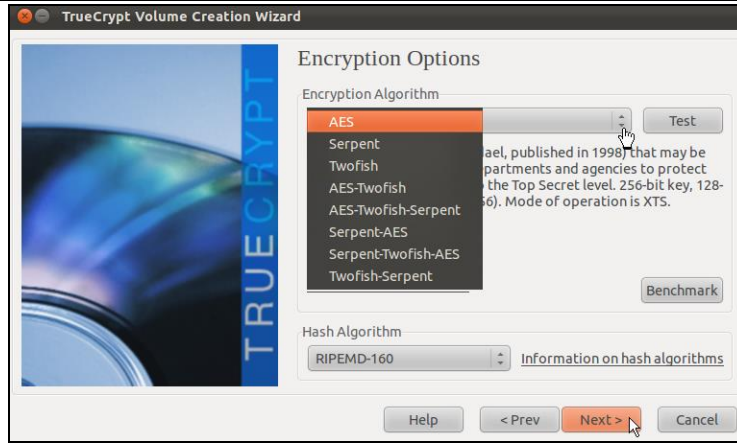 TrueCrypt Volume Creation Wizard
TRUECRYPT
Encryption Options
Encryption Algorithm
AES
Serpent
Twofish
AES-Twofish
AES-Twofish-Serpent
Serpent-AES
Serpent-Twofish-AES
Twofish-Serpent
Test
published in 1998) that may be
and agencies to protect
the Top Secret level. 256-bit key, 128-
Mode of operation is XTS.
Benchmark
Hash Algorithm
RIPEMD-160
Information on hash algorithms
Help
< Prev
Next >
Cancel